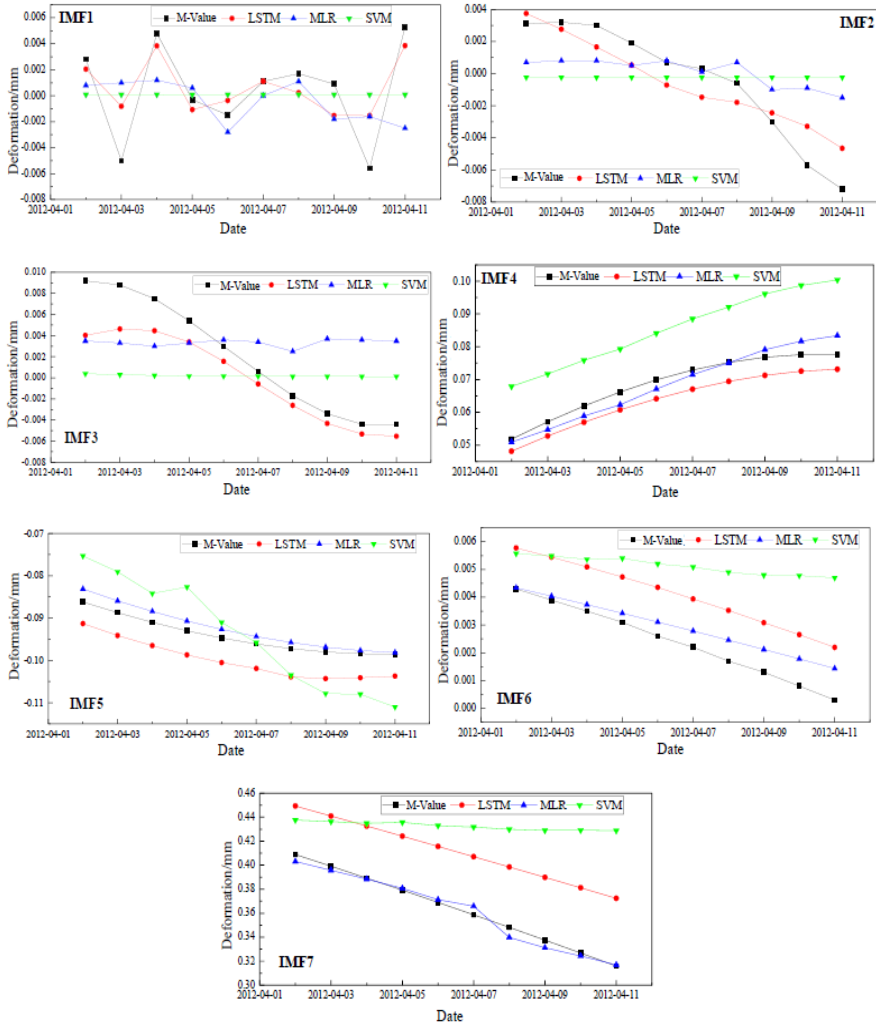 IMF1
M-Value LSTM MLR SVM
0.006
0.004
0.002
0.000
-0.002
-0.004
-0.006
-0.008
Deformation/mm
2012-04-01 2012-04-03 2012-04-05 2012-04-07 2012-04-09 2012-04-11
Date
IMF2
0.004
0.002
0.000
-0.002
-0.004
-0.006
-0.008
Deformation/mm
M-Value LSTM MLR SVM
2012-04-01 2012-04-03 2012-04-05 2012-04-07 2012-04-09 2012-04-11
Date
M-Value LSTM MLR SVM
0.010
0.008
0.006
0.004
0.002
0.000
-0.002
-0.004
-0.006
-0.008
Deformation/mm
IMF3
2012-04-01 2012-04-03 2012-04-05 2012-04-07 2012-04-09 2012-04-11
Date
IMF4
M-Value LSTM MLR SVM
0.10
0.09
0.08
0.07
0.06
0.05
Deformation/mm
2012-04-01 2012-04-03 2012-04-05 2012-04-07 2012-04-09 2012-04-11
Date
M-Value LSTM MLR SVM
-0.07
-0.08
-0.09
-0.10
-0.11
Deformation/mm
IMF5
2012-04-01 2012-04-03 2012-04-05 2012-04-07 2012-04-09 2012-04-11
Date
M-Value LSTM MLR SVM
0.006
0.005
0.004
0.003
0.002
0.001
0.000
Deformation/mm
IMF6
2012-04-01 2012-04-03 2012-04-05 2012-04-07 2012-04-09 2012-04-11
Date
M-Value LSTM MLR SVM
0.46
0.44
0.42
0.40
0.38
0.36
0.34
0.32
0.30
Deformation/mm
IMF7
2012-04-01 2012-04-03 2012-04-05 2012-04-07 2012-04-09 2012-04-11
Date